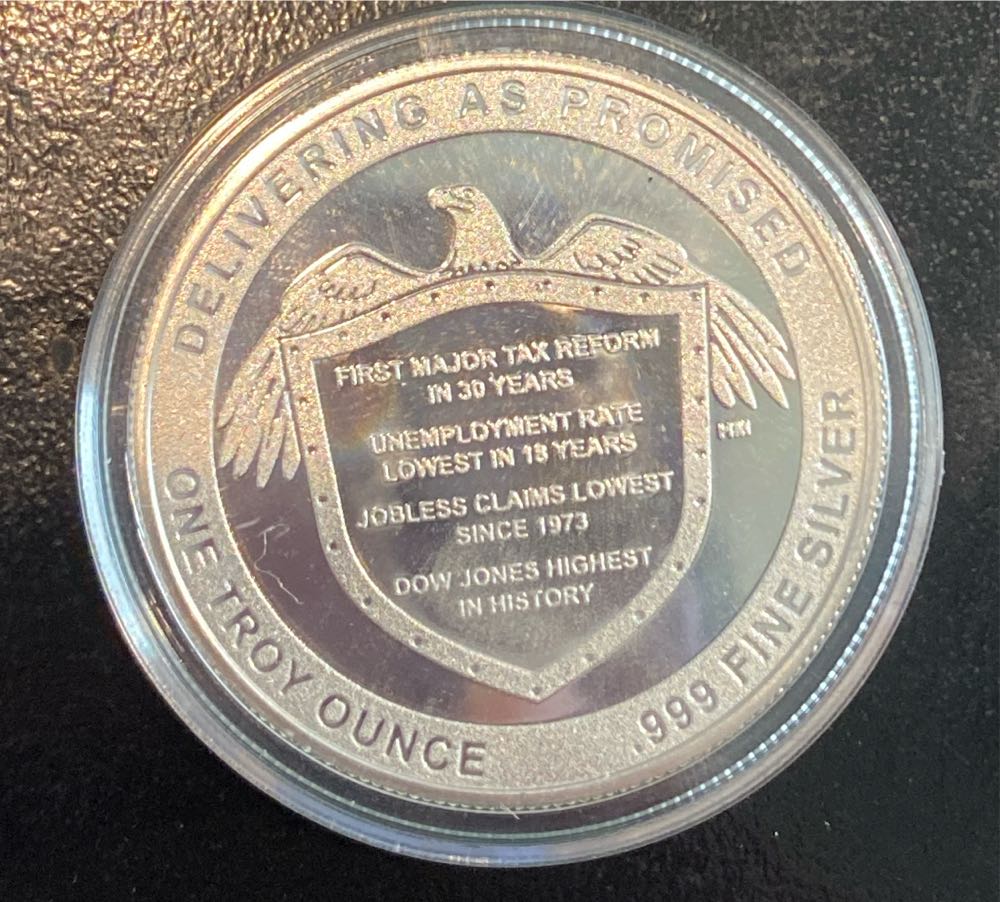 DELIVERING AS PROMISED
FIRST MAJOR TAX REFORM
IN 30 YEARS
UNEMPLOYMENT RATE
LOWEST IN 18 YEARS
JOBLESS CLAIMS LOWEST
SINCE 1973
DOW JONES HIGHEST
IN HISTORY
ONE TROY OUNCE
.999 FINE SILVER